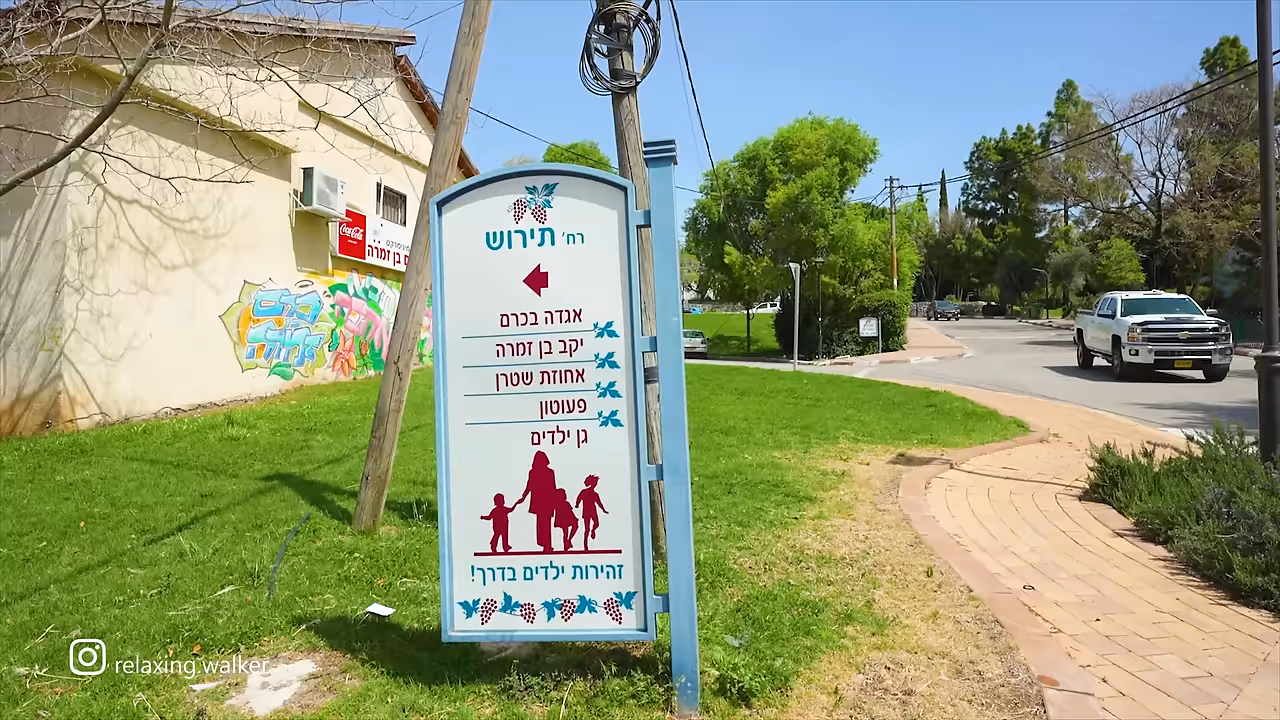 רח׳ תירוש
אגדה בכרם
יקב בן זמרה
אחוזת שטרן
פעוטון
גן ילדים
זהירות ילדים בדרך!
Coca-Cola
בן זמרה
relaxing.walker